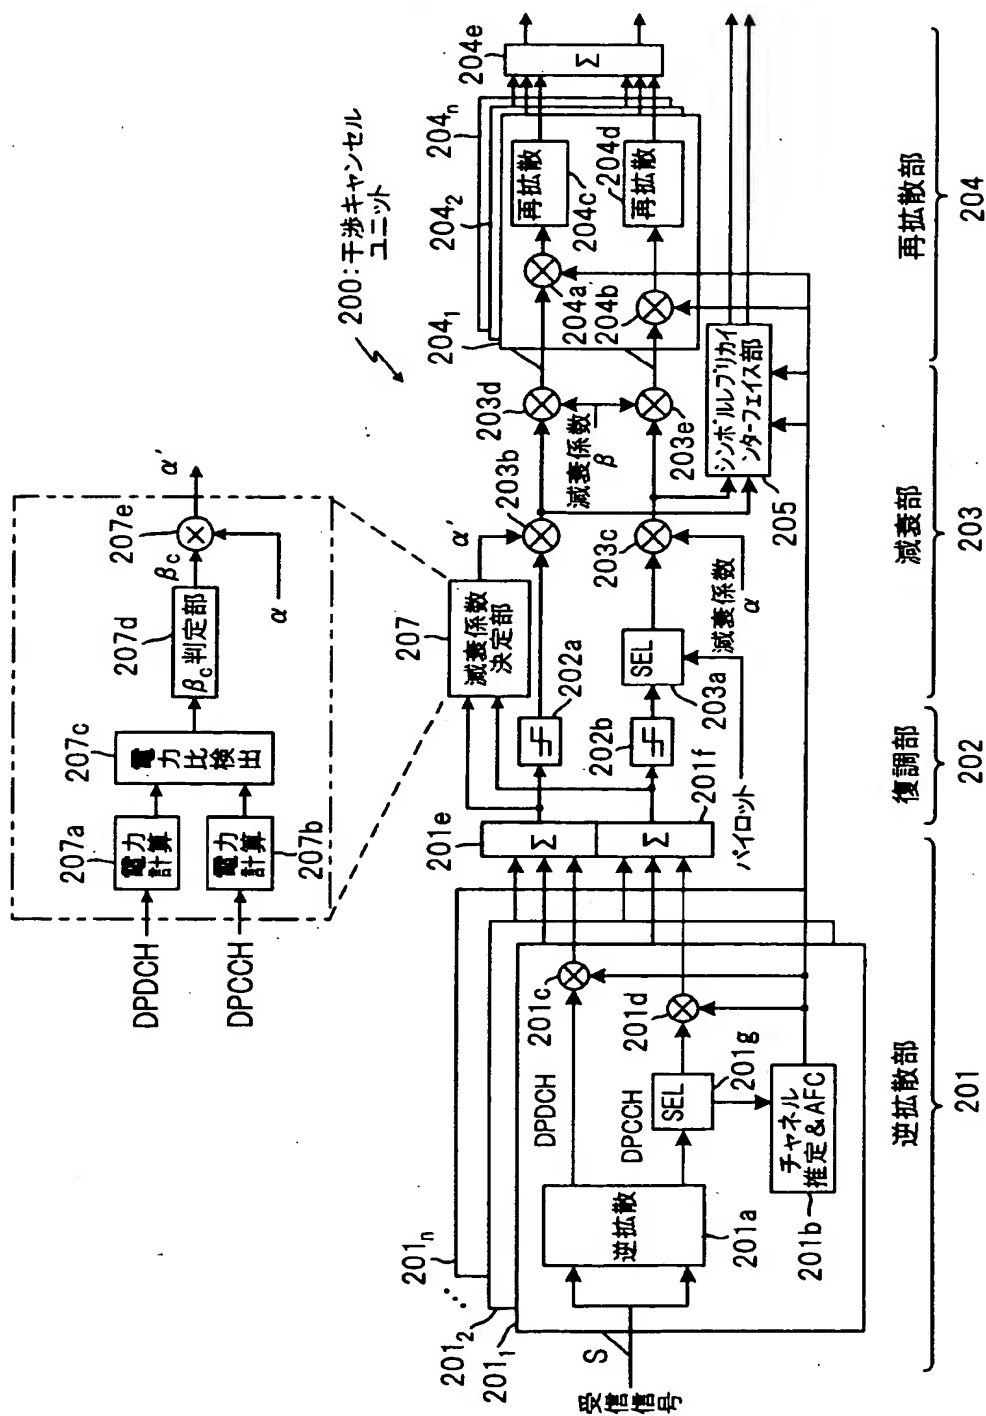 200:干渉キャンセル
ユニット
DPDCH
DPCCH
電力
計算
207a
電力
計算
207b
電力比検出
207c
βc判定部
207d
βc
207e
α
α'
受信信号
S
201₁
201₂
201n
逆拡散
201a
DPDCH
DPCCH
SEL
201g
チャネル
推定&AFC
201b
201c
201d
Σ
201e
Σ
201f
パイロット
202a
202b
減衰係数
決定部
207
α'
SEL
203a
203b
203c
減衰係数
α
203d
203e
減衰係数
β
シンボルレプリカイ
ンターフェイス部
205
204₁
204₂
204n
204a
204b
再拡散
204c
再拡散
204d
Σ
204e
逆拡散部
201
復調部
202
減衰部
203
再拡散部
204